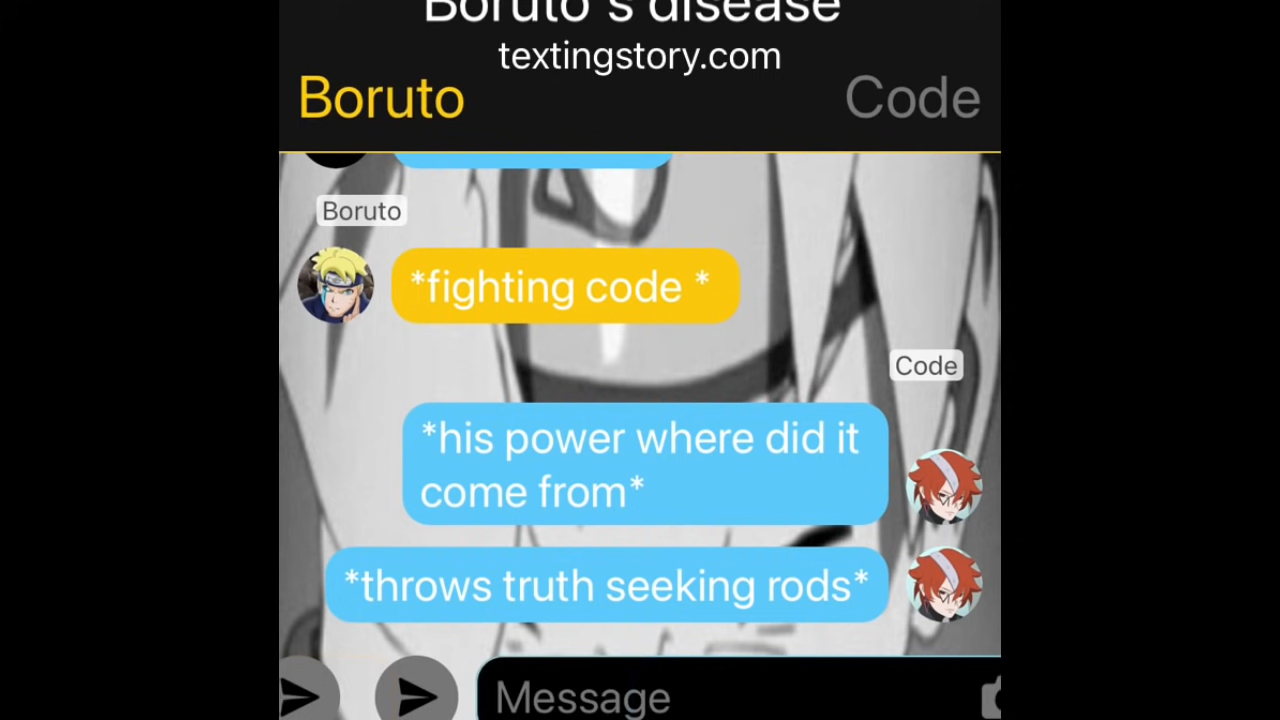 Boruto's disease
textingstory.com
Boruto
Code
Boruto
*fighting code *
Code
*his power where did it
come from*
*throws truth seeking rods*
Message